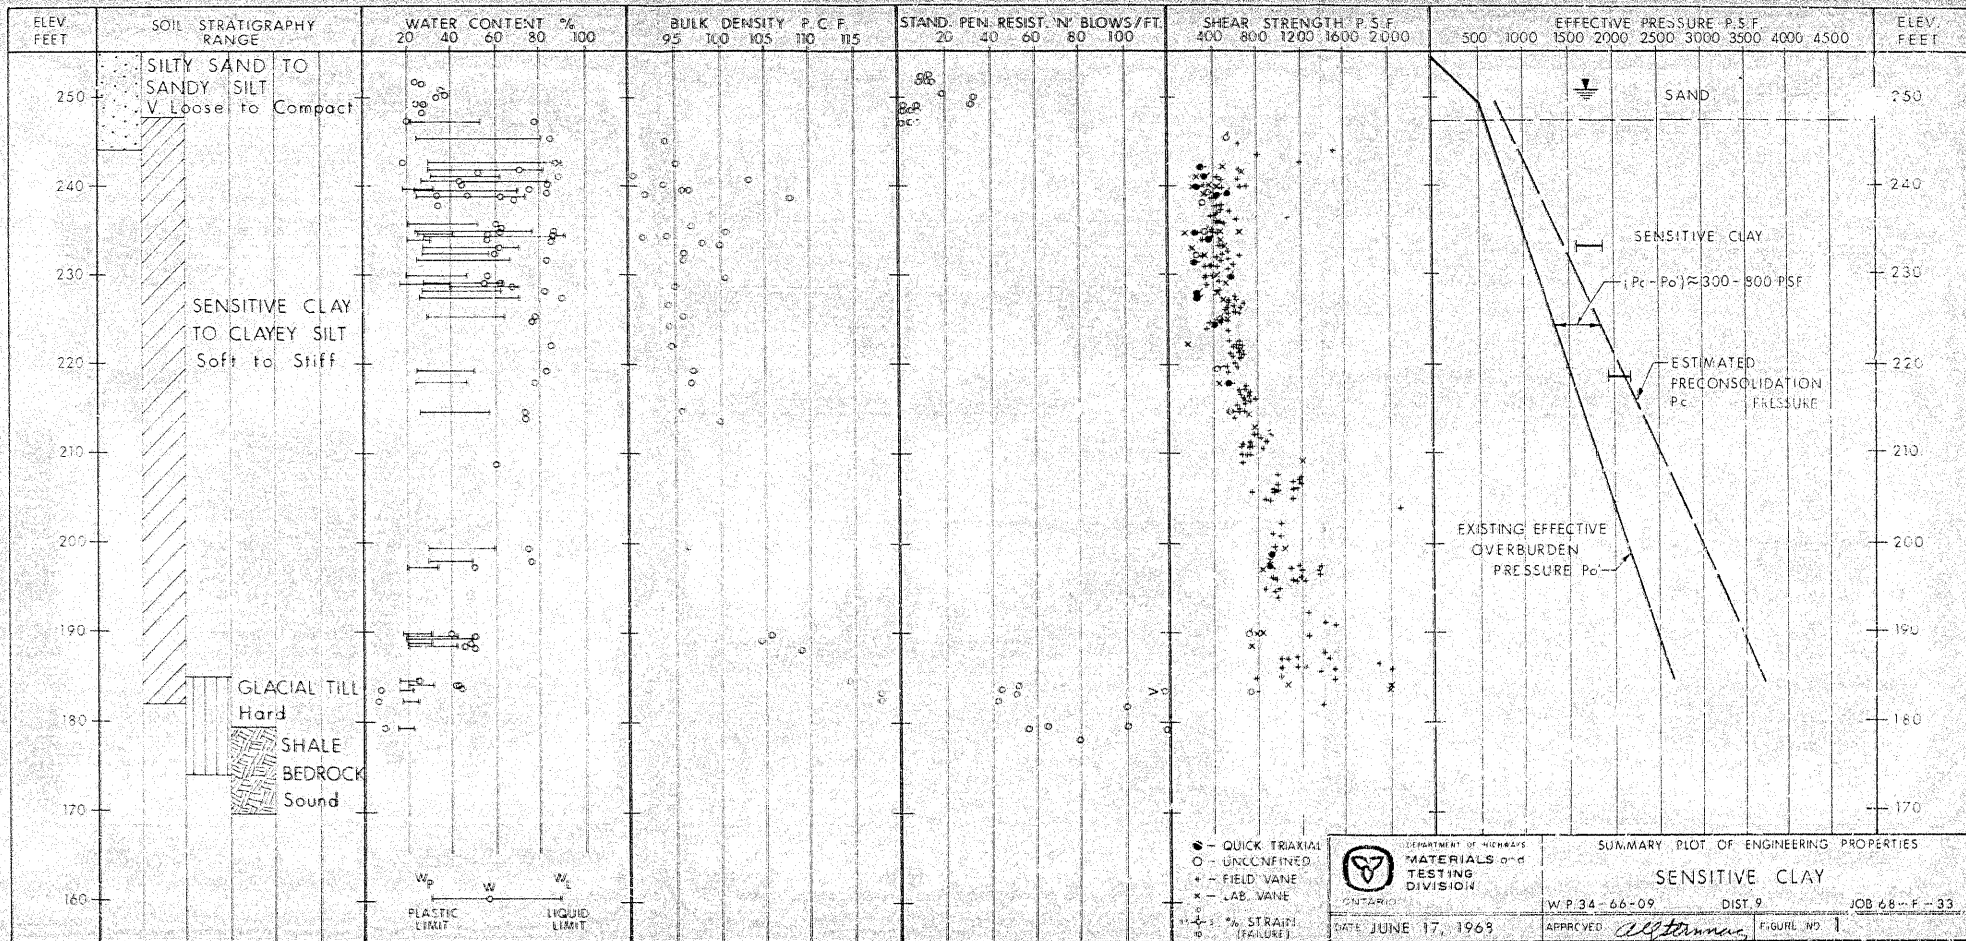 ELEV. FEET
SOIL STRATIGRAPHY RANGE
WATER CONTENT %
20 40 60 80 100
BULK DENSITY P.C.F.
95 100 105 110 115
STAND. PEN. RESIST. 'N' BLOWS/FT.
20 40 60 80 100
SHEAR STRENGTH P.S.F.
400 800 1200 1600 2000
EFFECTIVE PRESSURE P.S.F.
500 1000 1500 2000 2500 3000 3500 4000 4500
ELEV. FEET
250
240
230
220
210
200
190
180
170
160
SILTY SAND TO
SANDY SILT
V. Loose to Compact
SENSITIVE CLAY
TO CLAYEY SILT
Soft to Stiff
GLACIAL TILL
Hard
SHALE
BEDROCK
Sound
Wp W WL
PLASTIC LIMIT
LIQUID LIMIT
V
SAND
SENSITIVE CLAY
(Pc - Po') ≈ 300 - 800 PSF
ESTIMATED
PRECONSOLIDATION
Pc PRESSURE
EXISTING EFFECTIVE
OVERBURDEN
PRESSURE Po'
250
240
230
220
210
200
190
180
170
- QUICK TRIAXIAL
- UNCONFINED
- FIELD VANE
- LAB. VANE
% STRAIN
(FAILURE)
DEPARTMENT OF HIGHWAYS
MATERIALS and
TESTING
DIVISION
ONTARIO
SUMMARY PLOT OF ENGINEERING PROPERTIES
SENSITIVE CLAY
W.P. 34-66-09 DIST. 9 JOB 68-F-33
DATE JUNE 17, 1968 APPROVED FIGURE NO 1